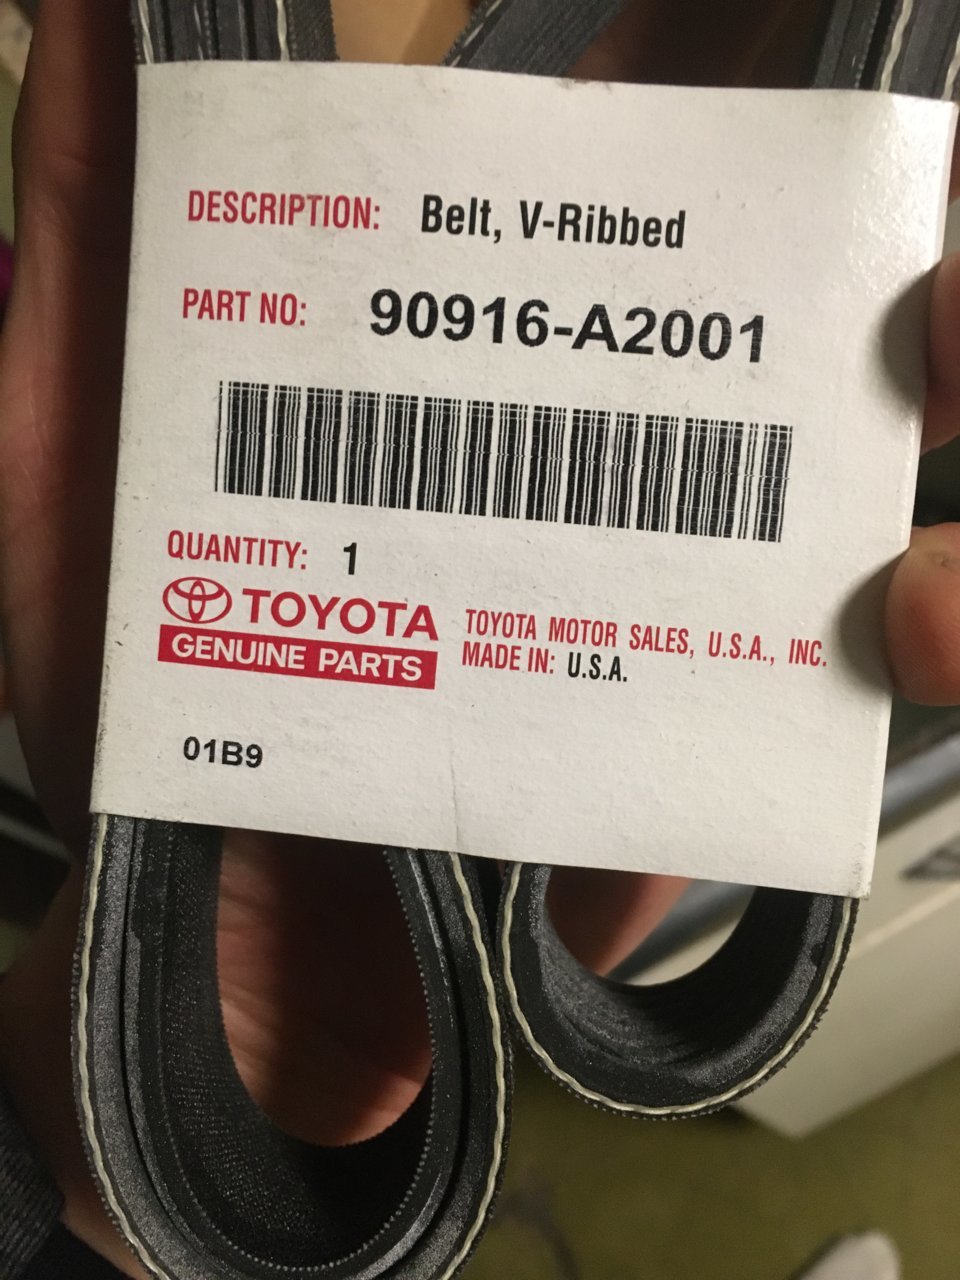 DESCRIPTION: Belt, V-Ribbed
PART NO: 90916-A2001
QUANTITY: 1
TOYOTA
GENUINE PARTS
TOYOTA MOTOR SALES, U.S.A., INC.
MADE IN: U.S.A.
01B9